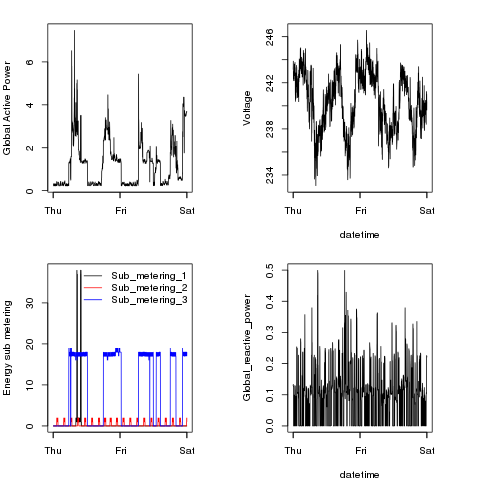 Global Active Power
0
2
4
6
Thu
Fri
Sat
Voltage
234
238
242
246
Thu
Fri
Sat
datetime
Energy sub metering
0
10
20
30
Sub_metering_1
Sub_metering_2
Sub_metering_3
Thu
Fri
Sat
Global_reactive_power
0.0
0.1
0.2
0.3
0.4
0.5
Thu
Fri
Sat
datetime